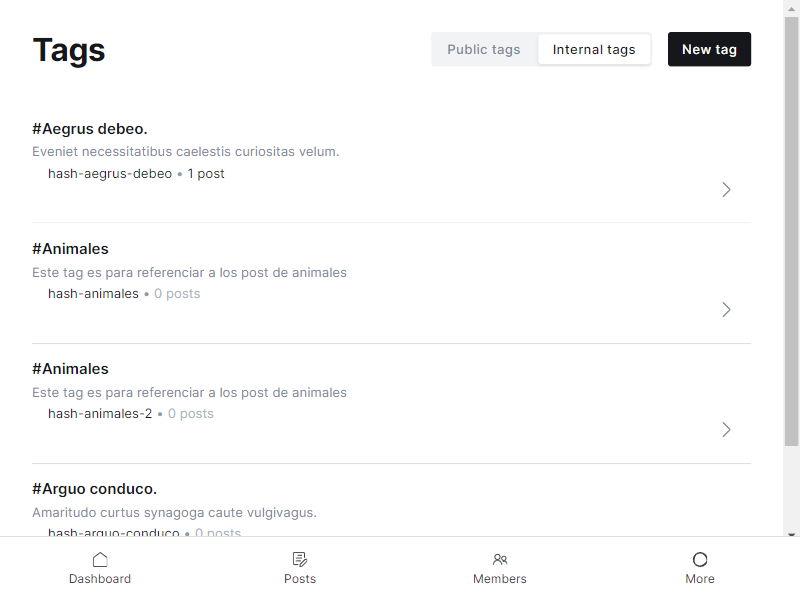 Tags
Public tags
Internal tags
New tag
#Aegrus debeo.
Eveniet necessitatibus caelestis curiositas velum.
hash-aegrus-debeo • 1 post
#Animales
Este tag es para referenciar a los post de animales
hash-animales • 0 posts
#Animales
Este tag es para referenciar a los post de animales
hash-animales-2 • 0 posts
#Arguo conduco.
Amaritudo curtus synagoga caute vulgivagus.
hash-arguo-conduco • 0 posts
Dashboard
Posts
Members
More